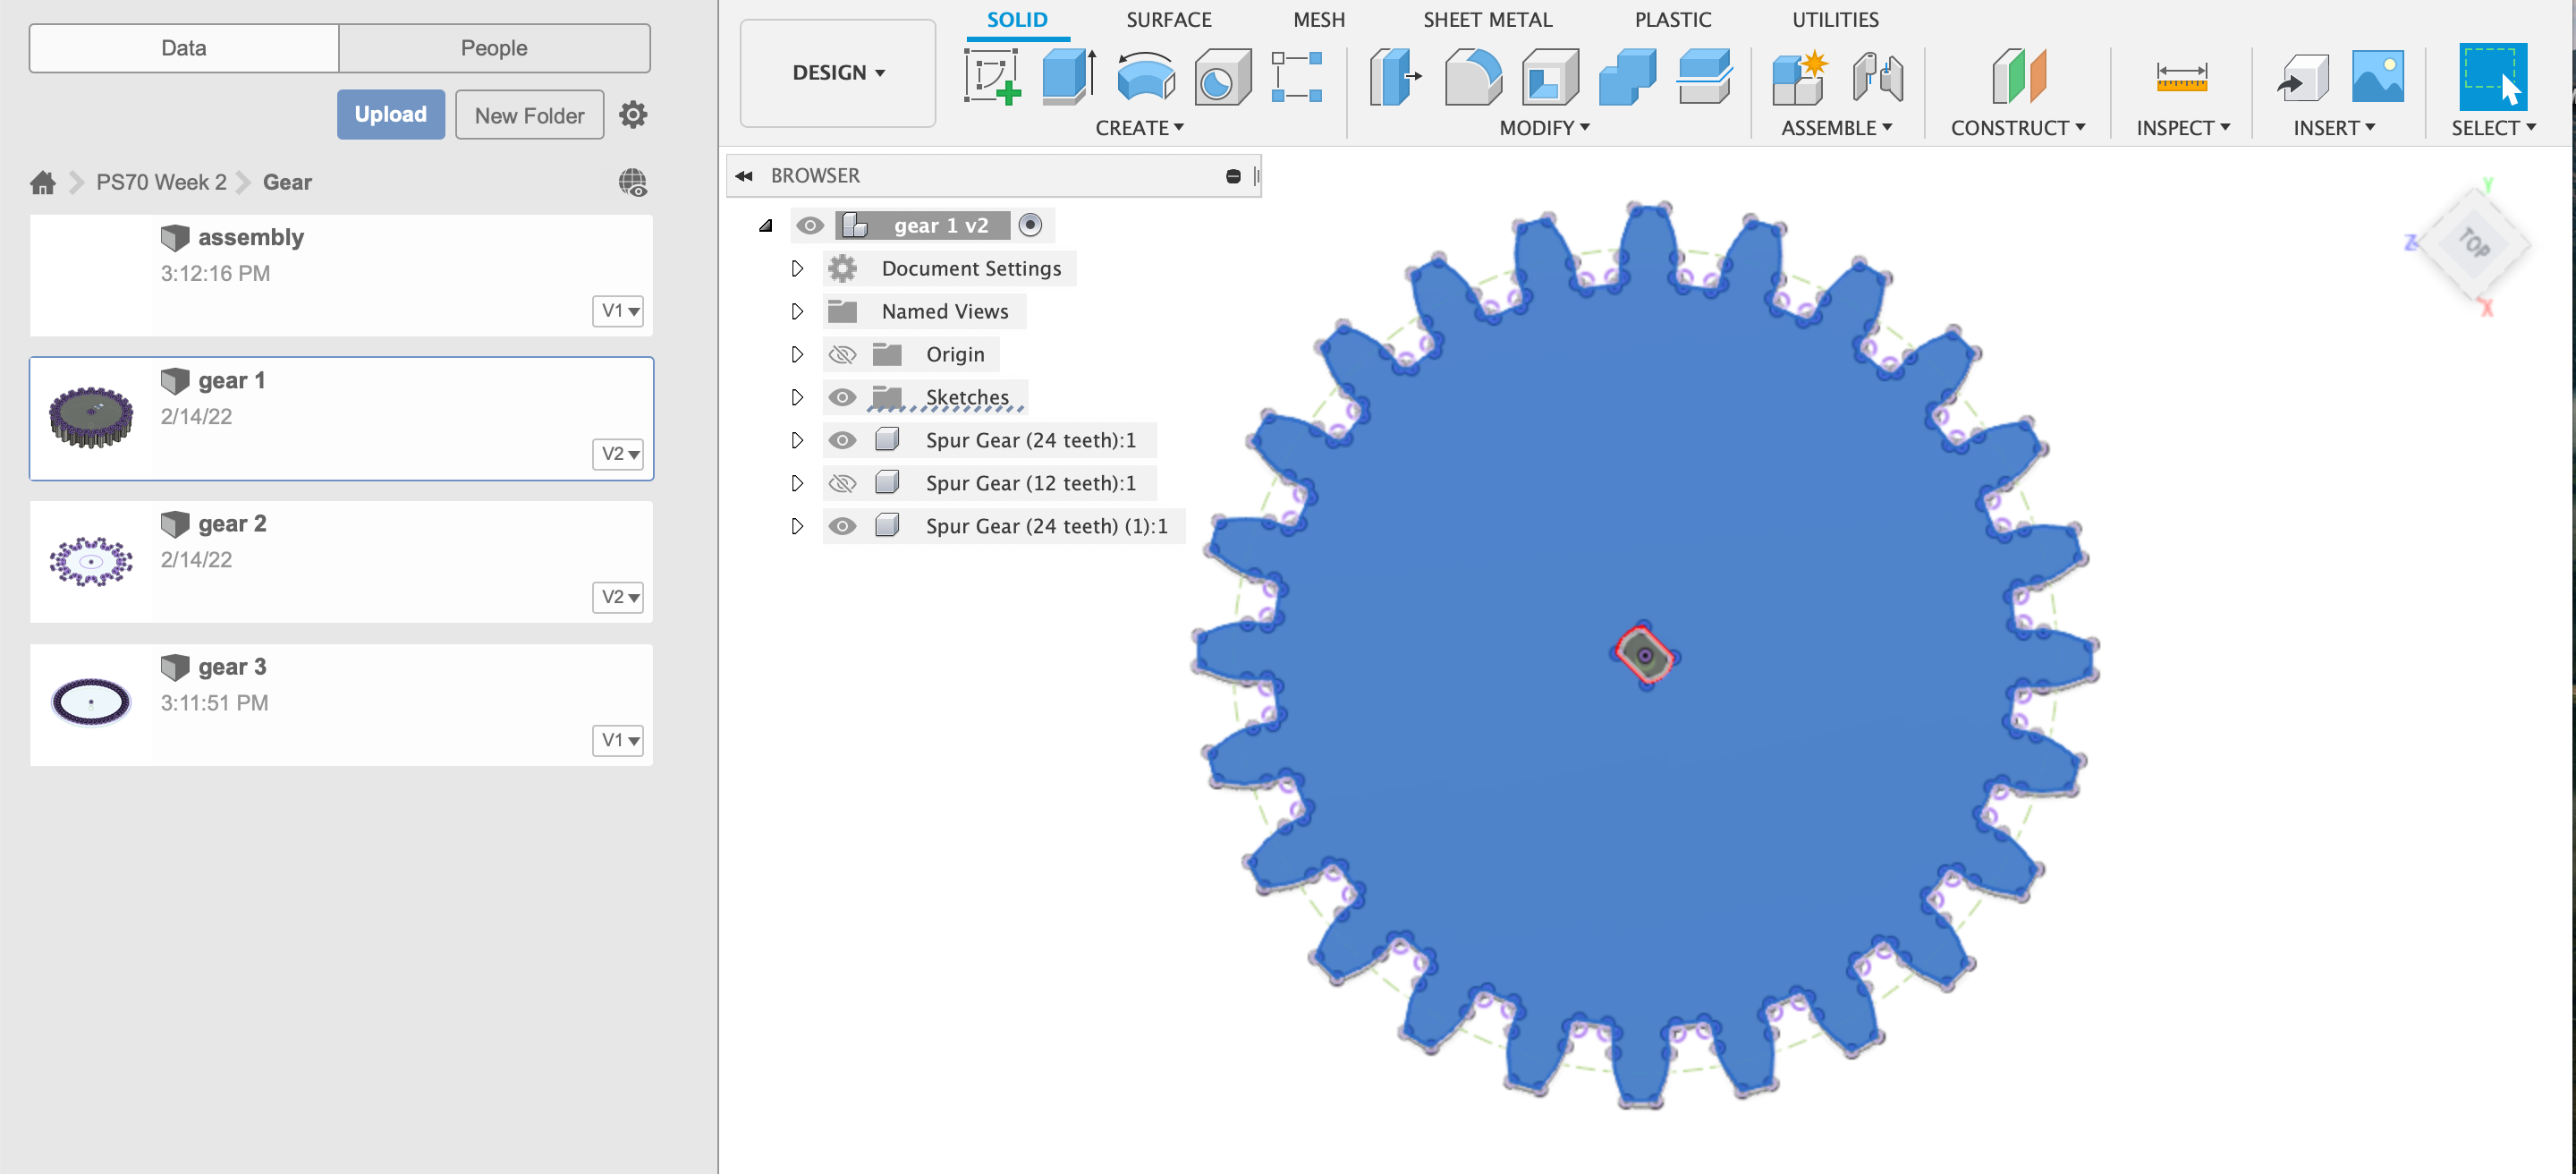 Data People
Upload New Folder
PS70 Week 2 Gear
assembly
3:12:16 PM
V1
gear 1
2/14/22
V2
gear 2
2/14/22
V2
gear 3
3:11:51 PM
V1
DESIGN
SOLID SURFACE MESH SHEET METAL PLASTIC UTILITIES
CREATE MODIFY ASSEMBLE CONSTRUCT INSPECT INSERT SELECT
BROWSER
gear 1 v2
Document Settings
Named Views
Origin
Sketches
Spur Gear (24 teeth):1
Spur Gear (12 teeth):1
Spur Gear (24 teeth) (1):1
Y
Z
TOP
X